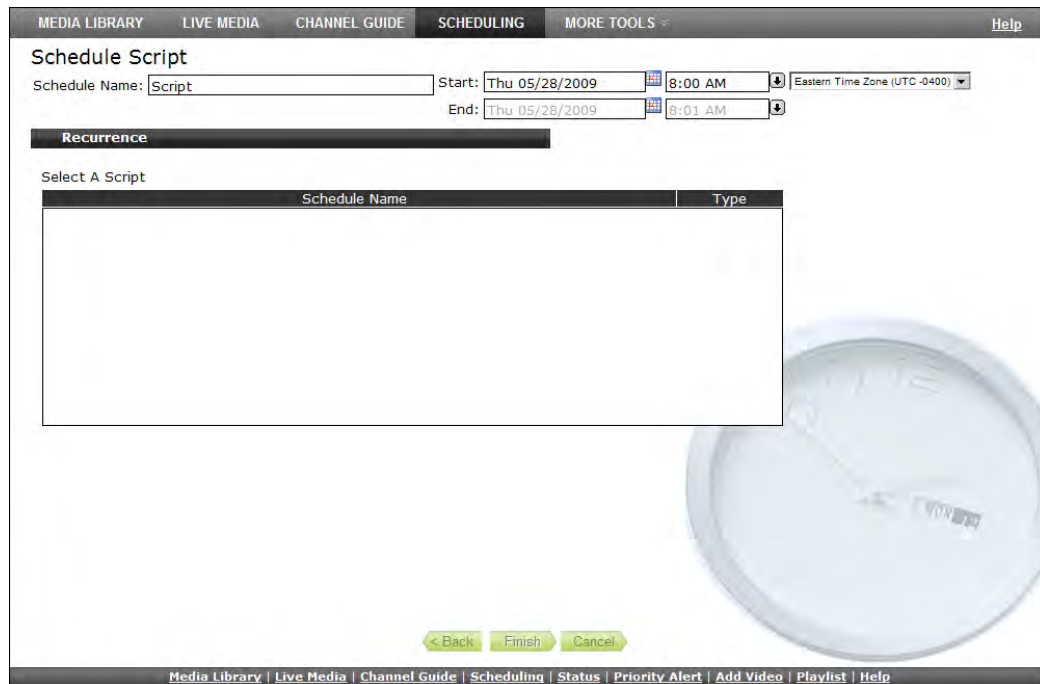 MEDIA LIBRARY LIVE MEDIA CHANNEL GUIDE SCHEDULING MORE TOOLS Help
Schedule Script
Schedule Name: Script Start: Thu 05/28/2009 8:00 AM Eastern Time Zone (UTC -0400)
End: Thu 05/28/2009 8:01 AM
Recurrence
Select A Script
Schedule Name Type
< Back Finish Cancel
Media Library | Live Media | Channel Guide | Scheduling | Status | Priority Alert | Add Video | Playlist | Help